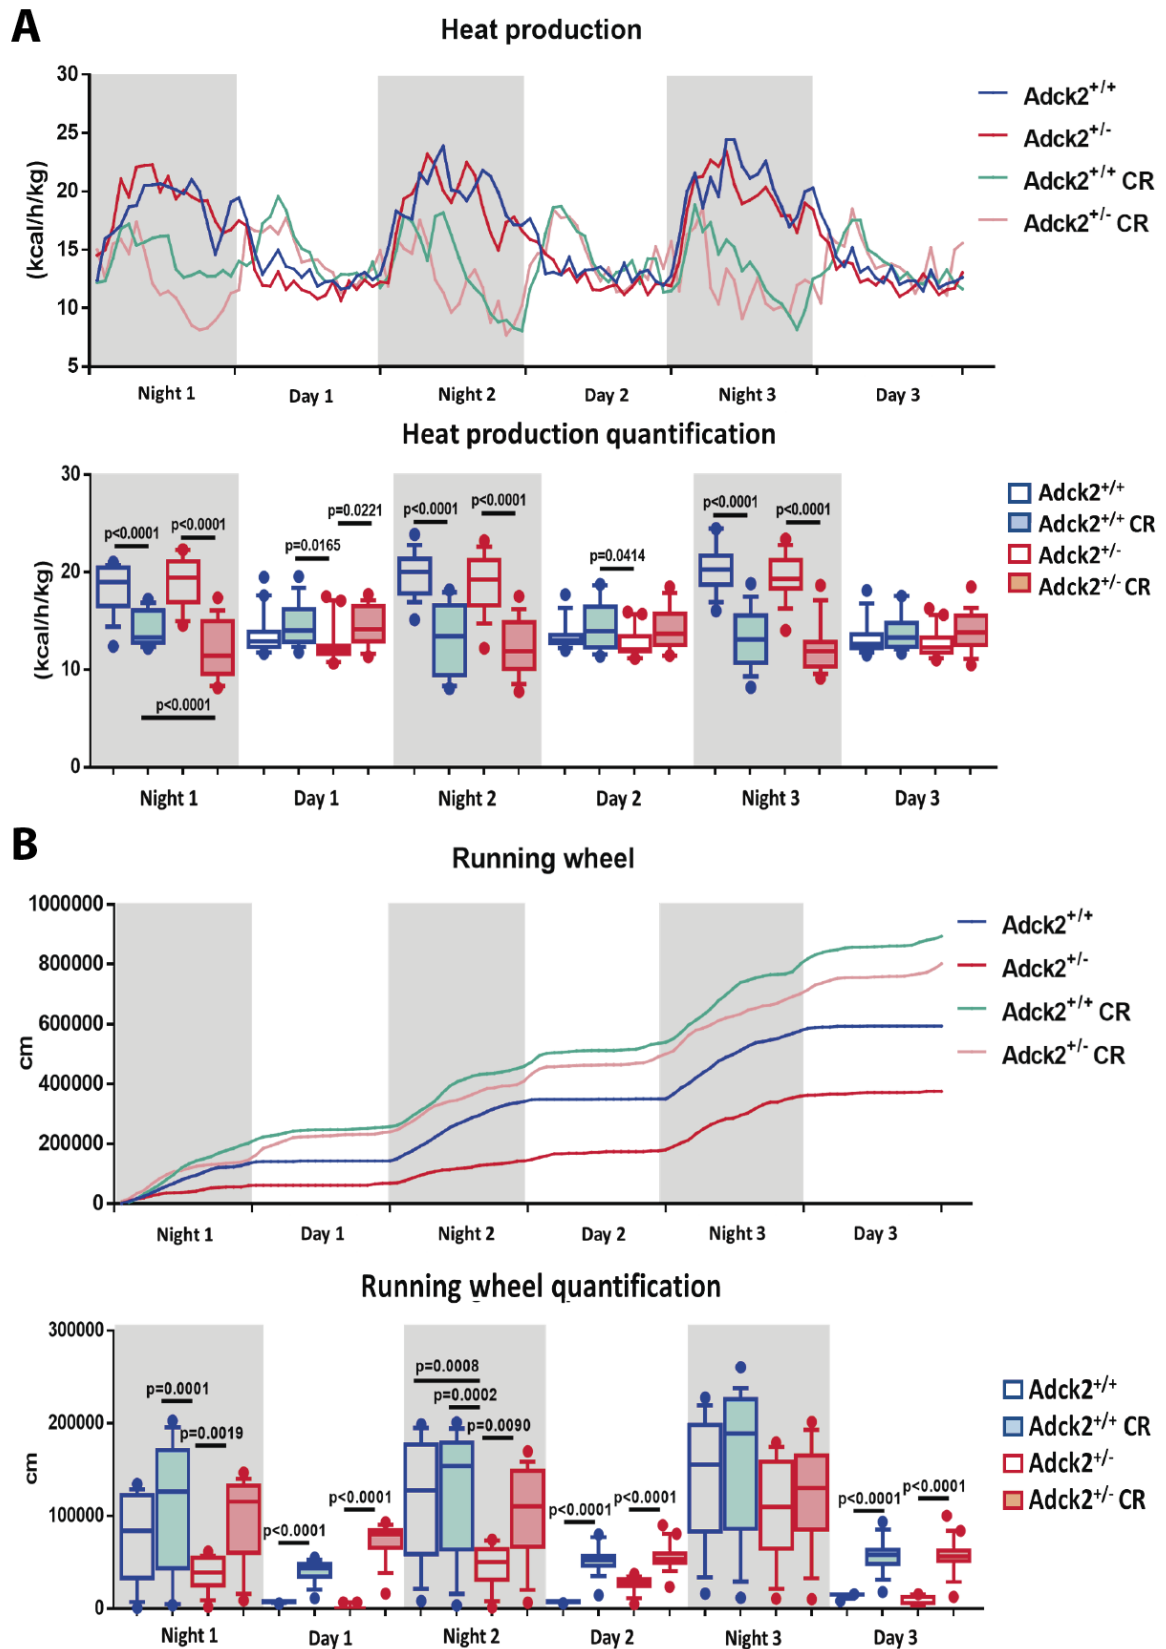 A
Heat production
30
25
20
15
10
5
(kcal/h/kg)
Adck2+/+
Adck2+/-
Adck2+/+ CR
Adck2+/- CR
Night 1
Day 1
Night 2
Day 2
Night 3
Day 3
Heat production quantification
30
20
10
0
(kcal/h/kg)
p<0.0001
p<0.0001
p<0.0001
p=0.0165
p=0.0221
p<0.0001
p<0.0001
p=0.0414
p<0.0001
p<0.0001
Adck2+/+
Adck2+/+ CR
Adck2+/-
Adck2+/- CR
Night 1
Day 1
Night 2
Day 2
Night 3
Day 3
B
Running wheel
1000000
800000
600000
400000
200000
0
cm
Adck2+/+
Adck2+/-
Adck2+/+ CR
Adck2+/- CR
Night 1
Day 1
Night 2
Day 2
Night 3
Day 3
Running wheel quantification
300000
200000
100000
0
cm
p=0.0001
p=0.0019
p<0.0001
p<0.0001
p=0.0008
p=0.0002
p=0.0090
p<0.0001
p<0.0001
p<0.0001
p<0.0001
Adck2+/+
Adck2+/+ CR
Adck2+/-
Adck2+/- CR
Night 1
Day 1
Night 2
Day 2
Night 3
Day 3